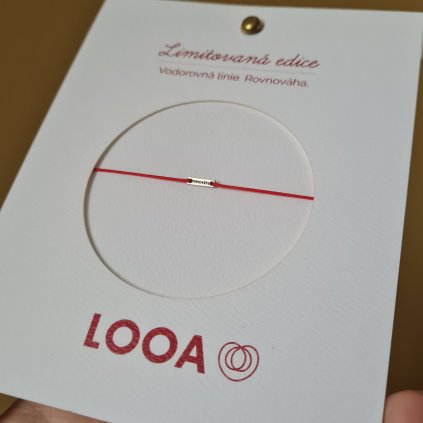 Limitovaná edice
Vodorovná linie. Rovnováha.
LOOA